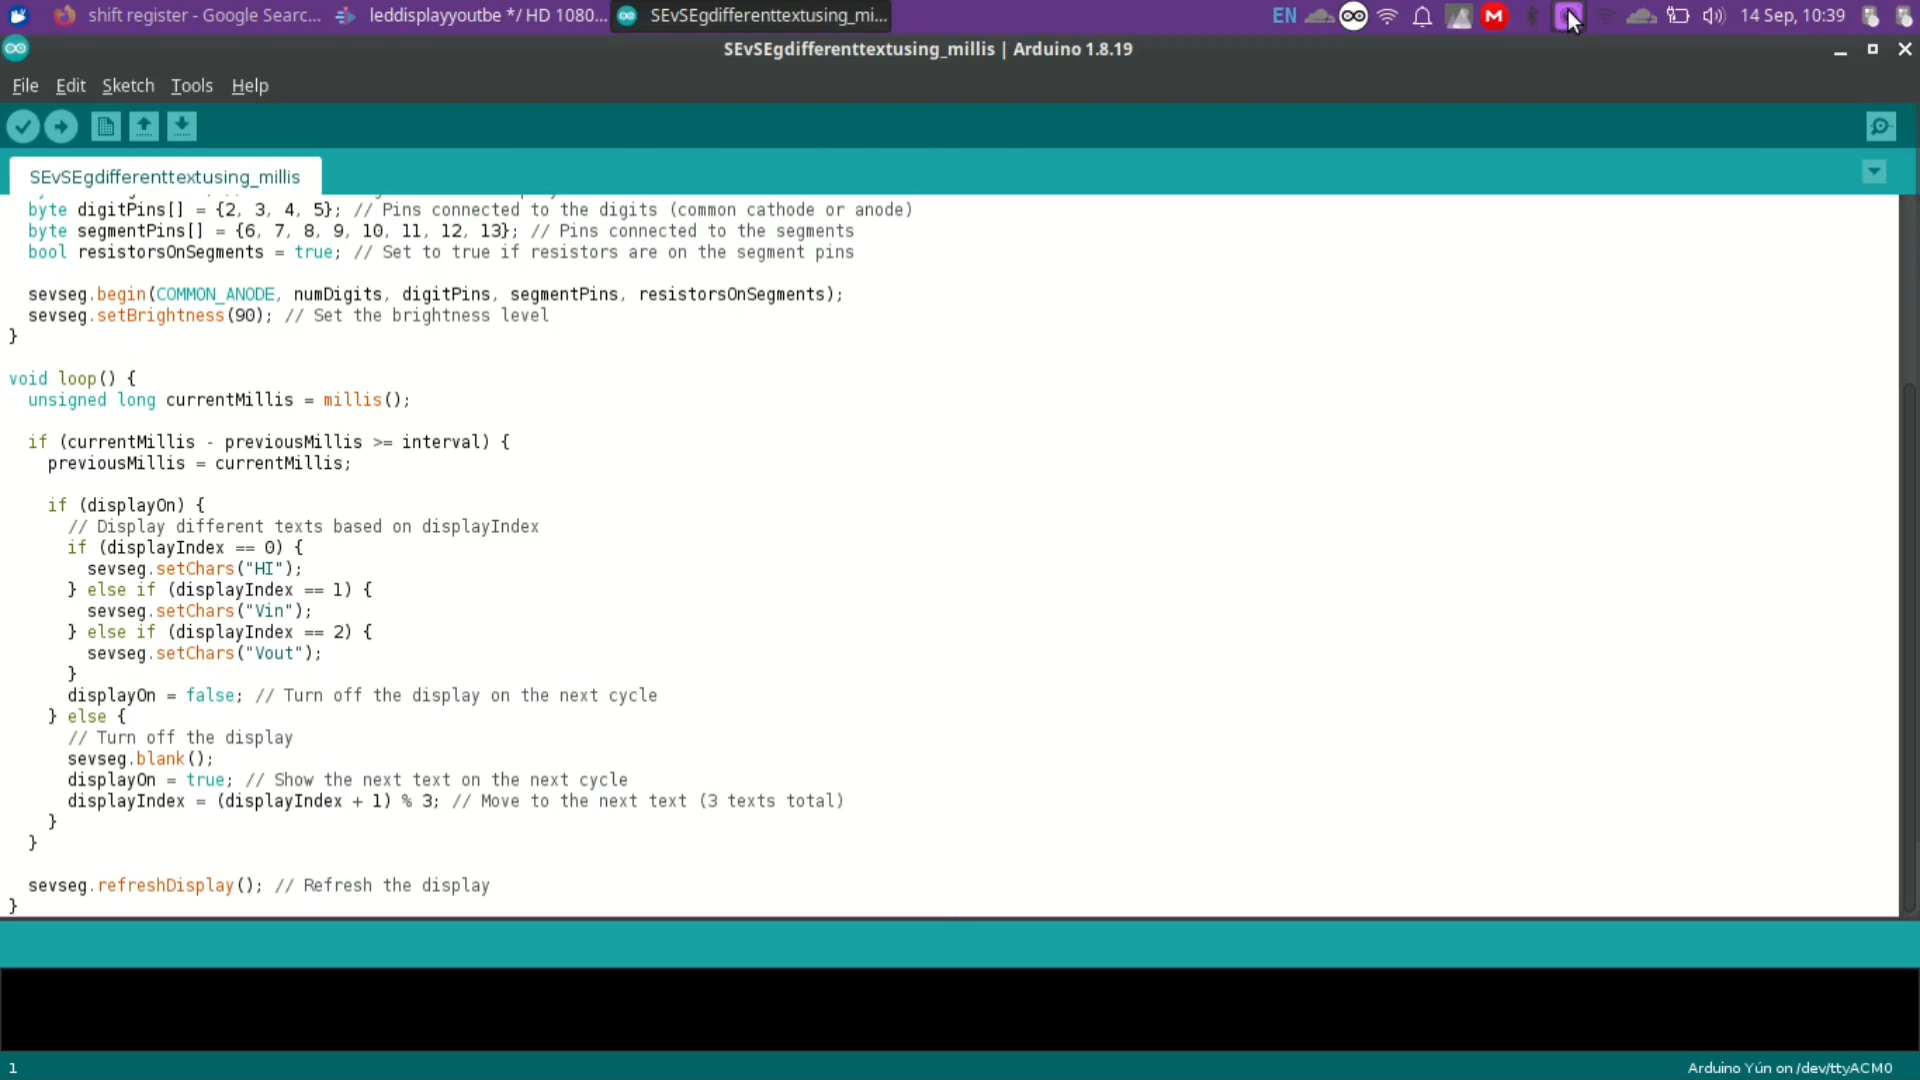 shift register - Google Searc...
leddisplayyoutbe */ HD 1080...
SEvSEgdifferenttextusing_mi...
EN
14 Sep, 10:39
SEvSEgdifferenttextusing_millis | Arduino 1.8.19
File Edit Sketch Tools Help
SEvSEgdifferenttextusing_millis
byte digitPins[] = {2, 3, 4, 5}; // Pins connected to the digits (common cathode or anode)
byte segmentPins[] = {6, 7, 8, 9, 10, 11, 12, 13}; // Pins connected to the segments
bool resistorsOnSegments = true; // Set to true if resistors are on the segment pins
sevseg.begin(COMMON_ANODE, numDigits, digitPins, segmentPins, resistorsOnSegments);
sevseg.setBrightness(90); // Set the brightness level
}
void loop() {
unsigned long currentMillis = millis();
if (currentMillis - previousMillis >= interval) {
previousMillis = currentMillis;
if (displayOn) {
// Display different texts based on displayIndex
if (displayIndex == 0) {
sevseg.setChars("HI");
} else if (displayIndex == 1) {
sevseg.setChars("Vin");
} else if (displayIndex == 2) {
sevseg.setChars("Vout");
}
displayOn = false; // Turn off the display on the next cycle
} else {
// Turn off the display
sevseg.blank();
displayOn = true; // Show the next text on the next cycle
displayIndex = (displayIndex + 1) % 3; // Move to the next text (3 texts total)
}
}
sevseg.refreshDisplay(); // Refresh the display
}
1
Arduino Yún on /dev/ttyACM0